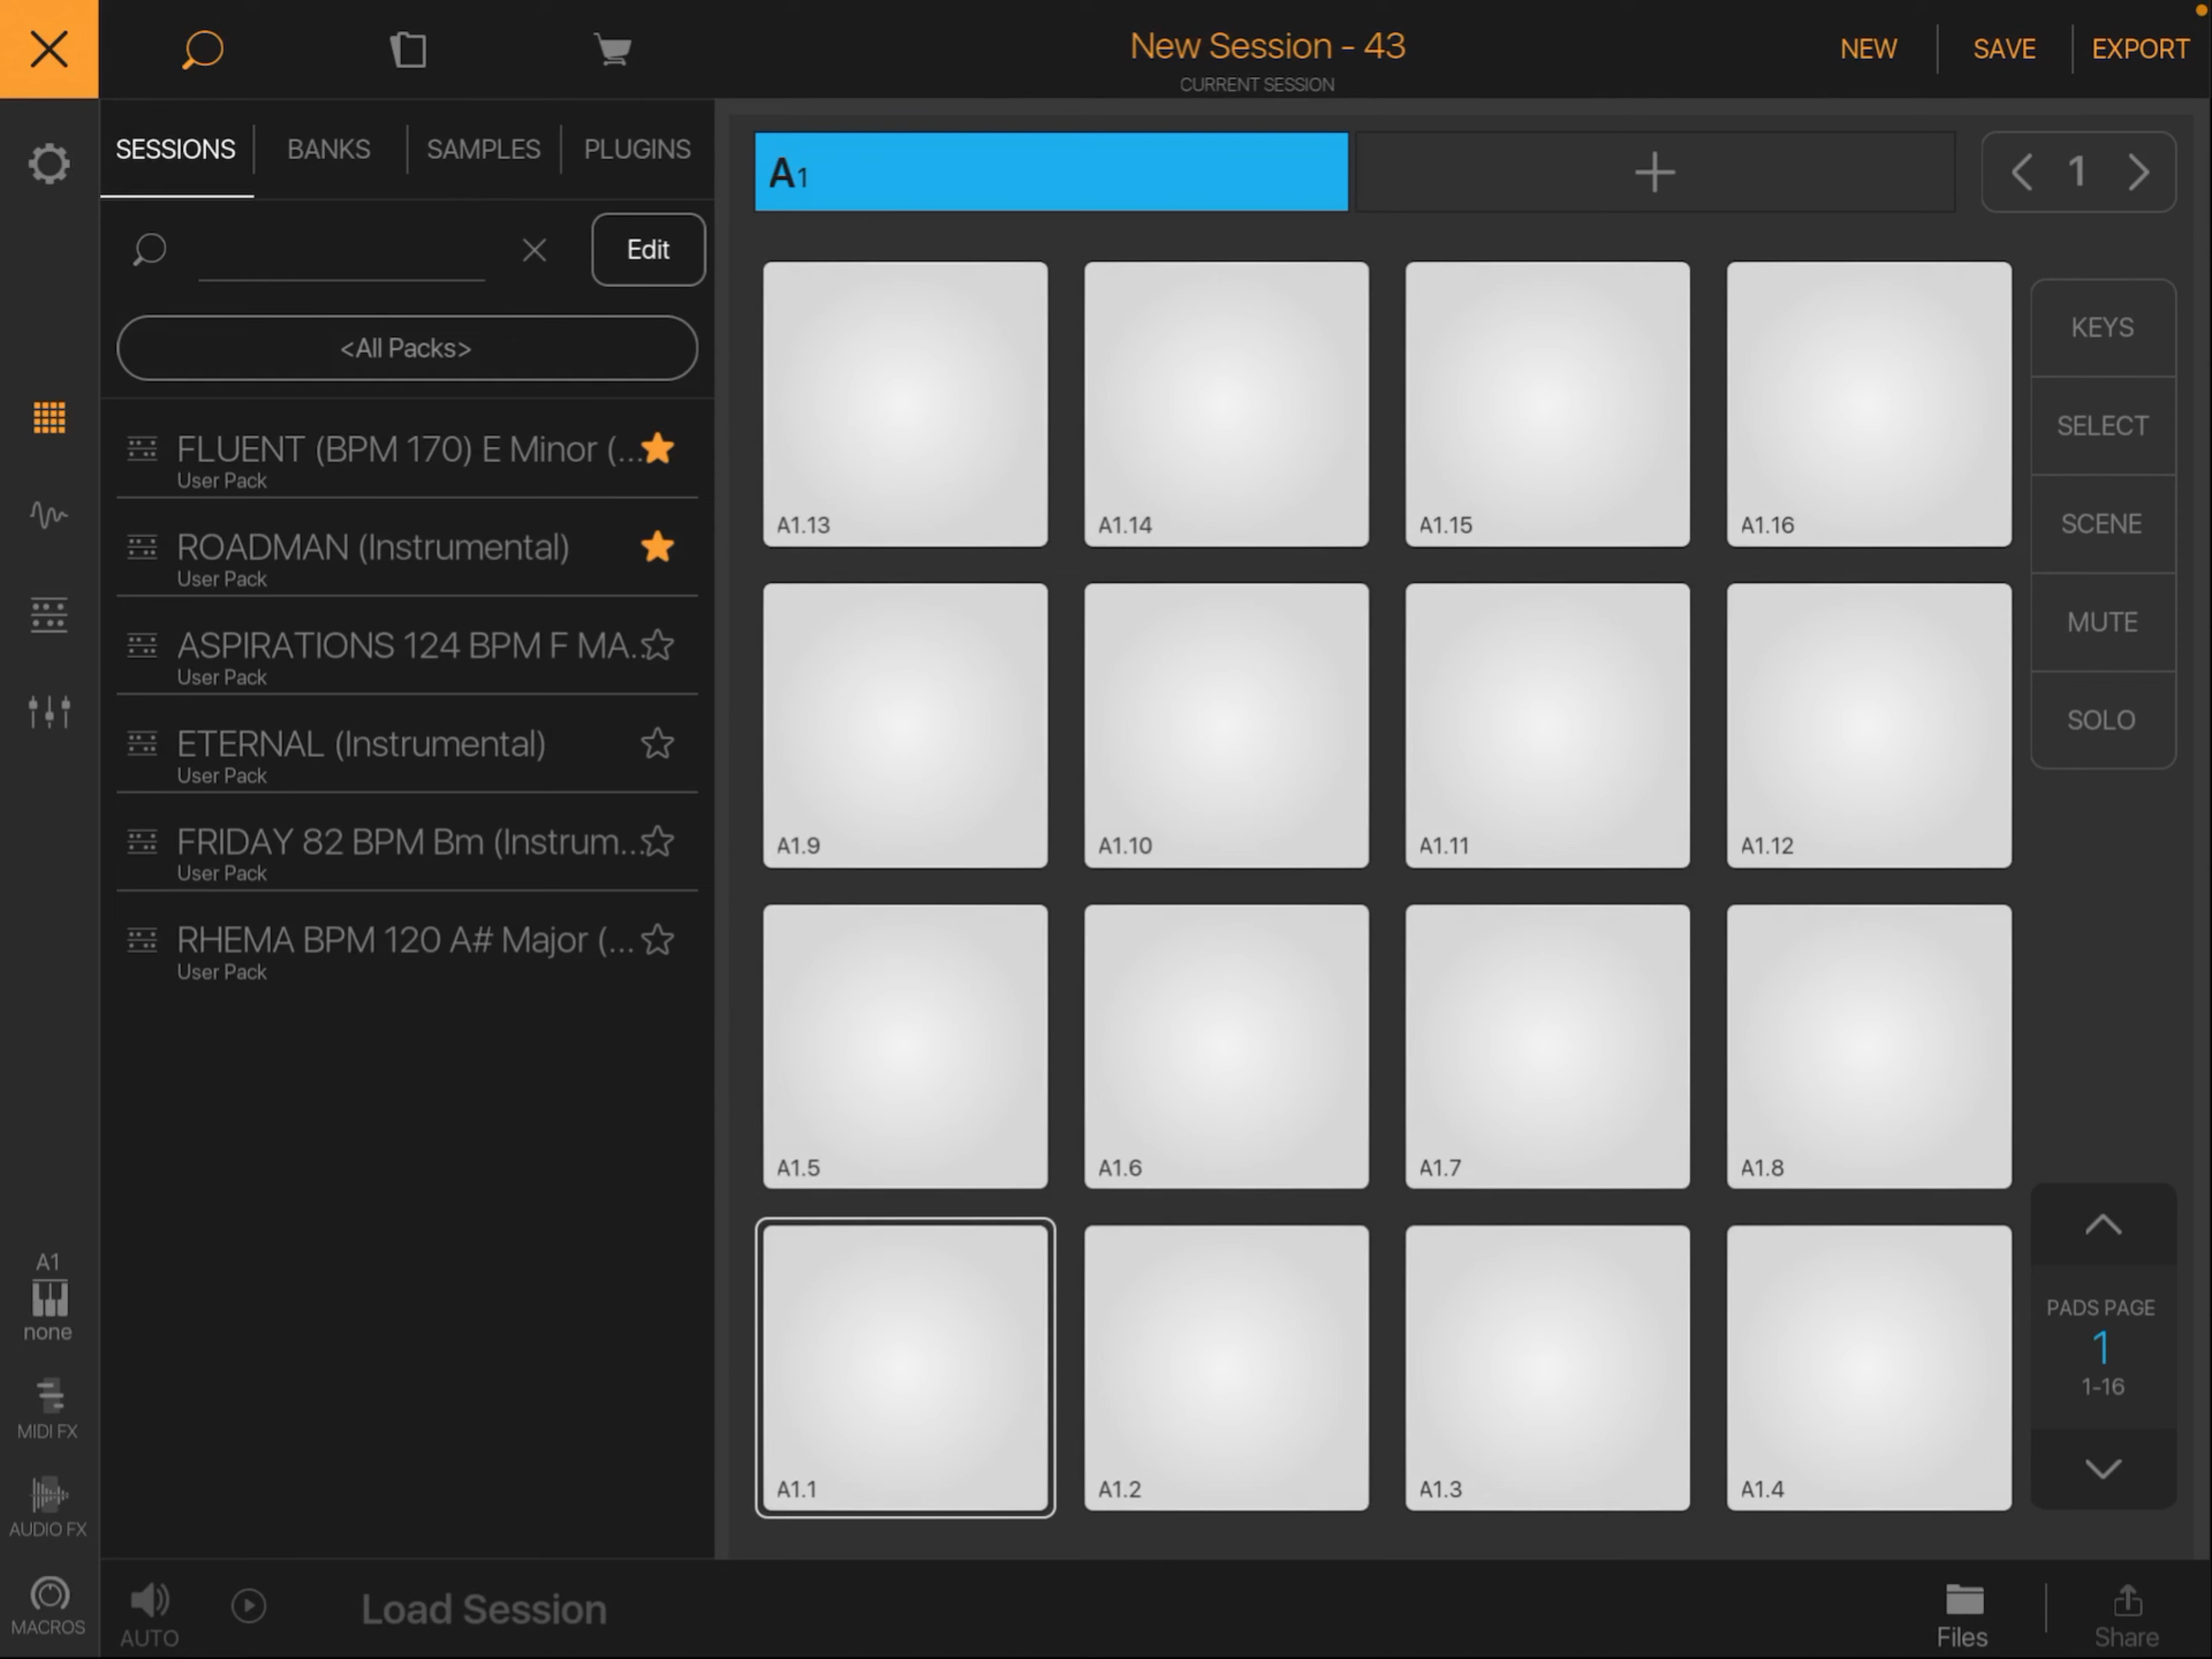 New Session - 43
CURRENT SESSION
NEW
SAVE
EXPORT
SESSIONS
BANKS
SAMPLES
PLUGINS
Edit
<All Packs>
FLUENT (BPM 170) E Minor (...
User Pack
ROADMAN (Instrumental)
User Pack
ASPIRATIONS 124 BPM F MA...
User Pack
ETERNAL (Instrumental)
User Pack
FRIDAY 82 BPM Bm (Instrum...
User Pack
RHEMA BPM 120 A# Major (...
User Pack
A1
none
MIDI FX
AUDIO FX
MACROS
AUTO
Load Session
A1
1
A1.13
A1.14
A1.15
A1.16
A1.9
A1.10
A1.11
A1.12
A1.5
A1.6
A1.7
A1.8
A1.1
A1.2
A1.3
A1.4
KEYS
SELECT
SCENE
MUTE
SOLO
PADS PAGE
1
1-16
Files
Share